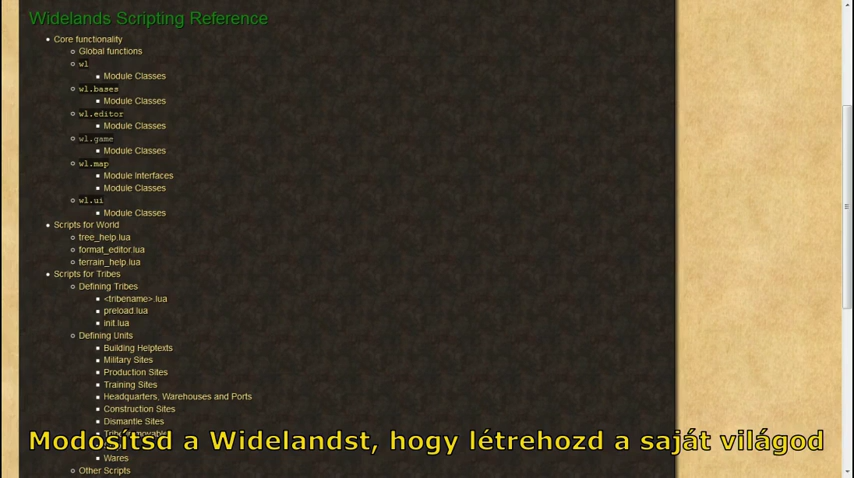 Widelands Scripting Reference
Core functionality
Global functions
wl
Module Classes
wl.bases
Module Classes
wl.editor
Module Classes
wl.game
Module Classes
wl.map
Module Interfaces
Module Classes
wl.ui
Module Classes
Scripts for World
tree_help.lua
format_editor.lua
terrain_help.lua
Scripts for Tribes
Defining Tribes
<tribename>.lua
preload.lua
init.lua
Defining Units
Building Helptexts
Military Sites
Production Sites
Training Sites
Headquarters, Warehouses and Ports
Construction Sites
Dismantle Sites
Módosítsd a Widelandst, hogy létrehozd a saját világod
Wares
Other Scripts